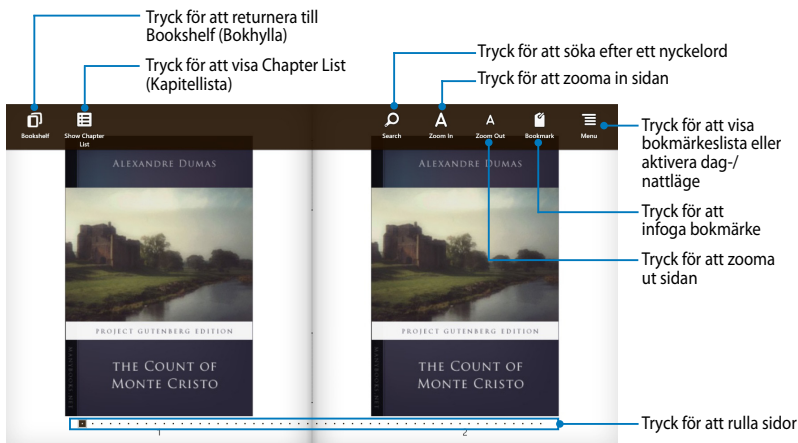 Tryck för att returnera till
Bookshelf (Bokhylla)
Tryck för att visa Chapter List
(Kapitellista)
Tryck för att söka efter ett nyckelord
Tryck för att zooma in sidan
Bookshelf
Show Chapter
List
Search
Zoom In
Zoom Out
Bookmark
Menu
Tryck för att visa
bokmärkeslista eller
aktivera dag-/
nattläge
Tryck för att
infoga bokmärke
Tryck för att zooma
ut sidan
ALEXANDRE DUMAS
PROJECT GUTENBERG EDITION
THE COUNT OF
MONTE CRISTO
1
ALEXANDRE DUMAS
PROJECT GUTENBERG EDITION
THE COUNT OF
MONTE CRISTO
2
Tryck för att rulla sidor